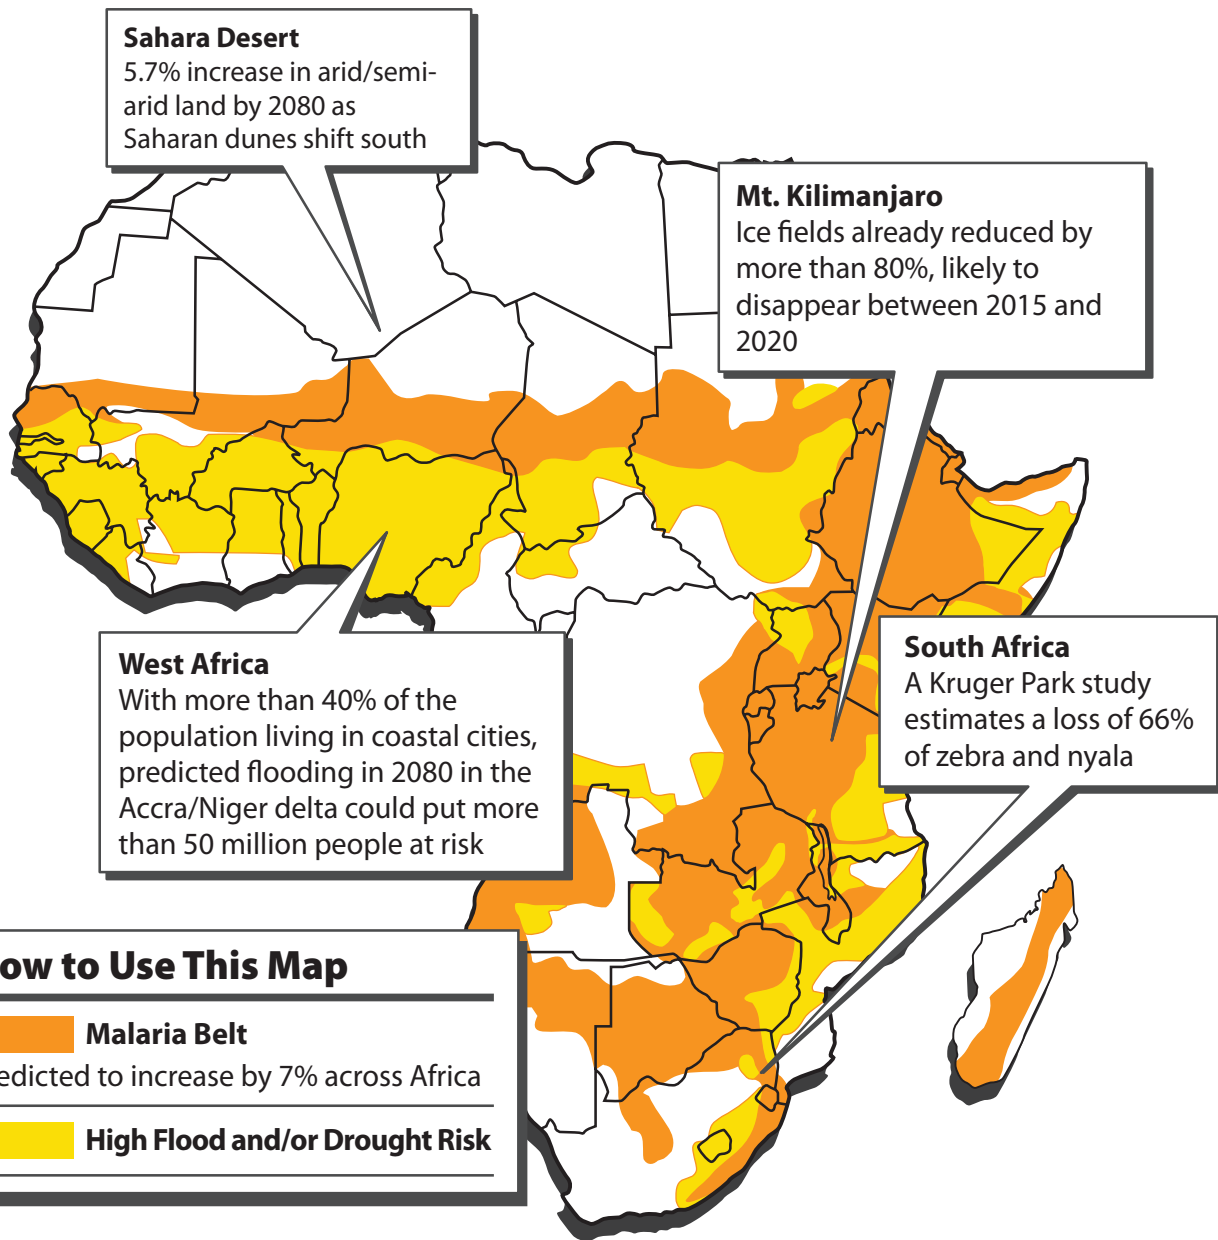 Sahara Desert
5.7% increase in arid/semi-
arid land by 2080 as
Saharan dunes shift south
Mt. Kilimanjaro
Ice fields already reduced by
more than 80%, likely to
disappear between 2015 and
2020
West Africa
With more than 40% of the
population living in coastal cities,
predicted flooding in 2080 in the
Accra/Niger delta could put more
than 50 million people at risk
South Africa
A Kruger Park study
estimates a loss of 66%
of zebra and nyala
ow to Use This Map
Malaria Belt
edicted to increase by 7% across Africa
High Flood and/or Drought Risk